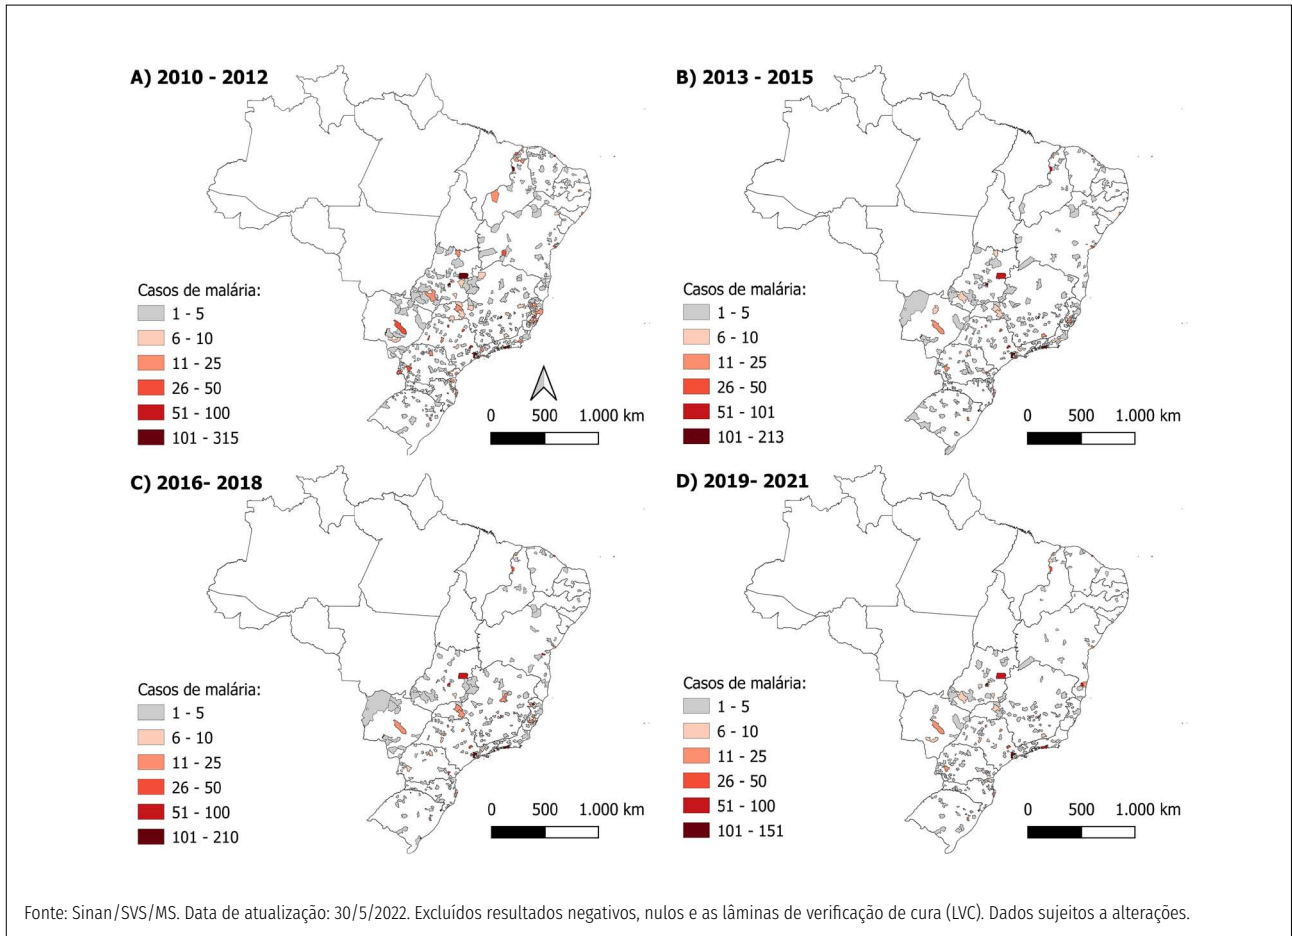 A) 2010 - 2012
Casos de malária:
1 - 5
6 - 10
11 - 25
26 - 50
51 - 100
101 - 315
0 500 1.000 km
B) 2013 - 2015
Casos de malária:
1 - 5
6 - 10
11 - 25
26 - 50
51 - 101
101 - 213
0 500 1.000 km
C) 2016- 2018
Casos de malária:
1 - 5
6 - 10
11 - 25
26 - 50
51 - 100
101 - 210
0 500 1.000 km
D) 2019- 2021
Casos de malária:
1 - 5
6 - 10
11 - 25
26 - 50
51 - 100
101 - 151
0 500 1.000 km
Fonte: Sinan/SVS/MS. Data de atualização: 30/5/2022. Excluídos resultados negativos, nulos e as lâminas de verificação de cura (LVC). Dados sujeitos a alterações.